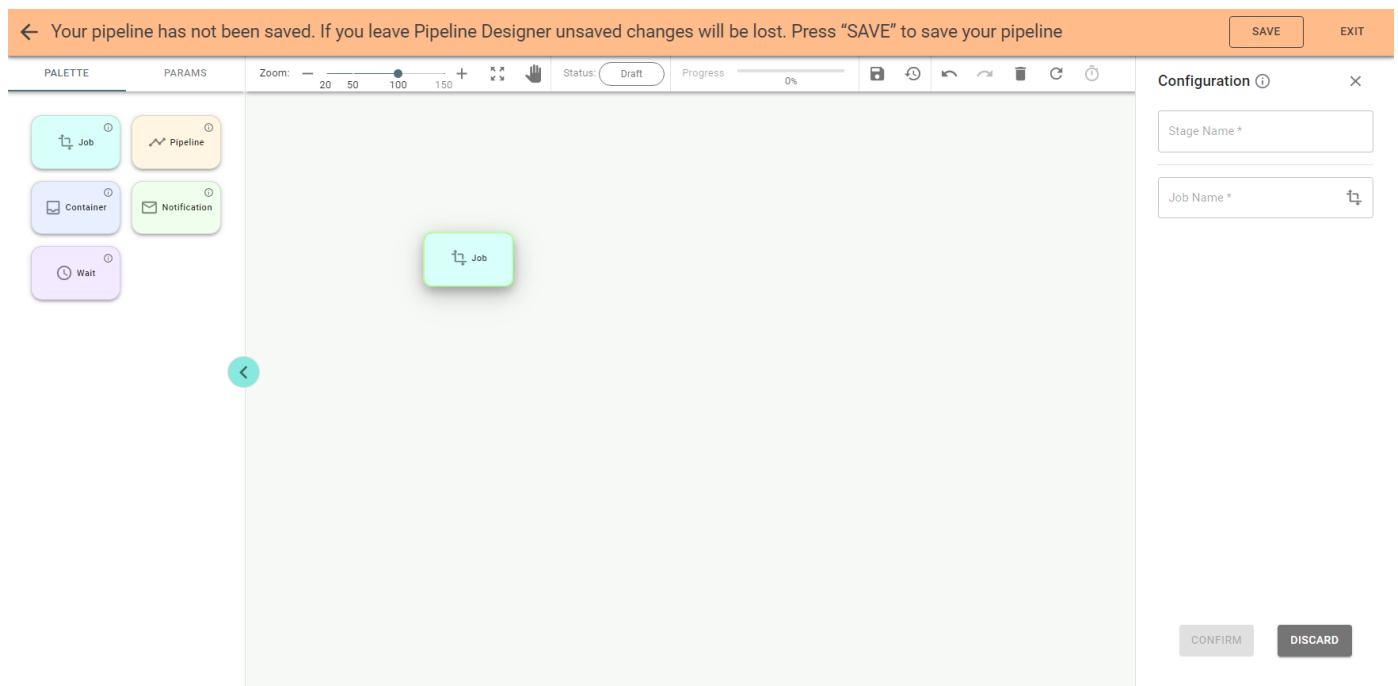 Your pipeline has not been saved. If you leave Pipeline Designer unsaved changes will be lost. Press “SAVE” to save your pipeline
SAVE
EXIT
PALETTE
PARAMS
Zoom:
20
50
100
150
Status:
Draft
Progress
0%
Configuration
Stage Name *
Job Name *
Job
Pipeline
Container
Notification
Wait
Job
CONFIRM
DISCARD